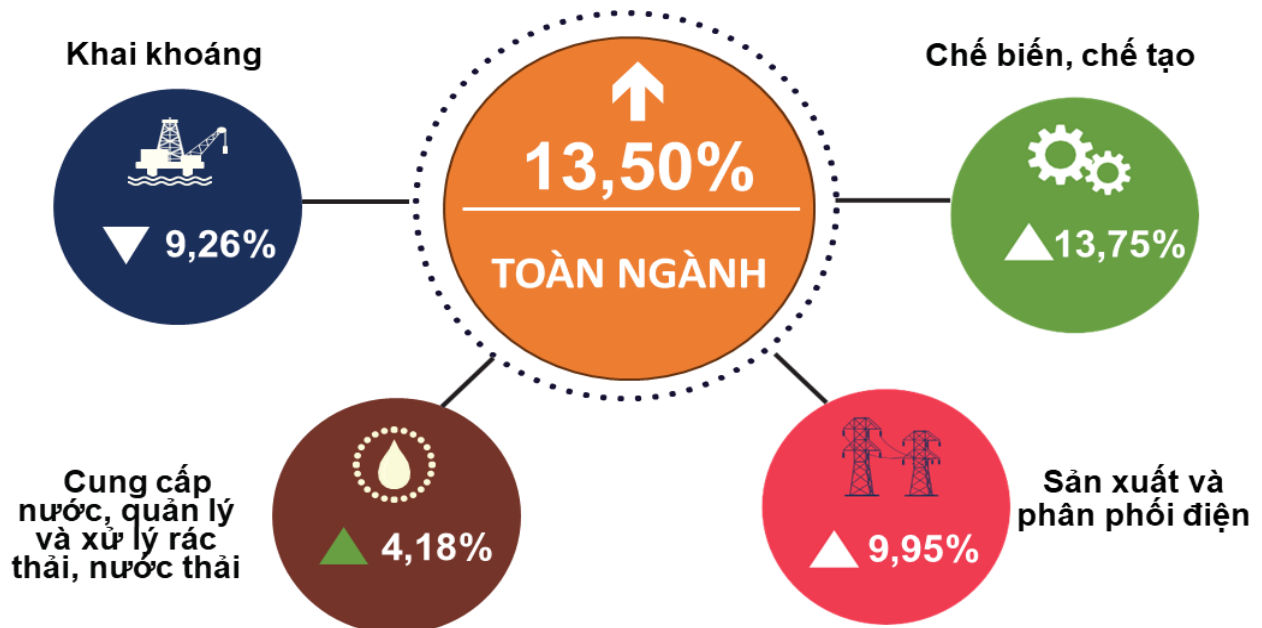 Khai khoáng
9,26%
13,50%
TOÀN NGÀNH
Chế biến, chế tạo
13,75%
Cung cấp
nước, quản lý
và xử lý rác
thải, nước thải
4,18%
9,95%
Sản xuất và
phân phối điện